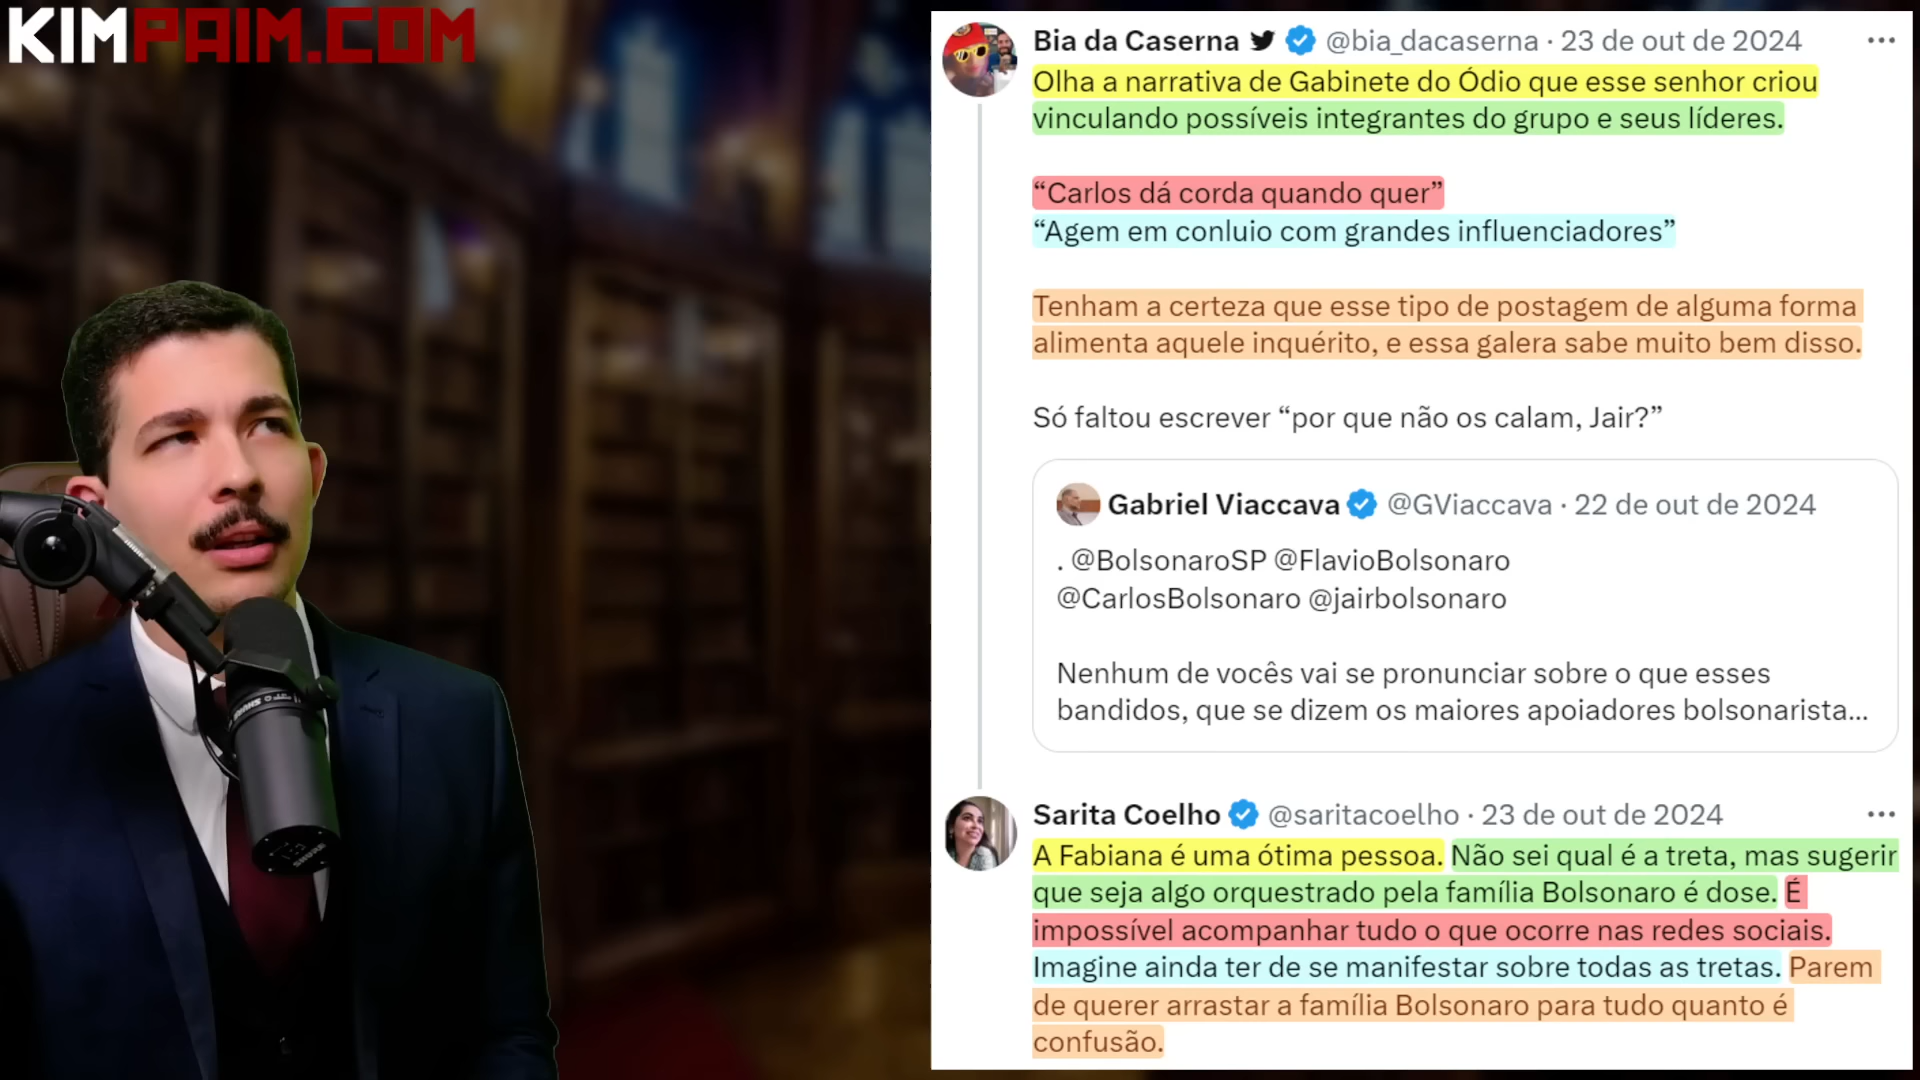 KIMPAIM.COM
Bia da Caserna @bia_dacaserna · 23 de out de 2024
Olha a narrativa de Gabinete do Ódio que esse senhor criou
vinculando possíveis integrantes do grupo e seus líderes.
“Carlos dá corda quando quer”
“Agem em conluio com grandes influenciadores”
Tenham a certeza que esse tipo de postagem de alguma forma
alimenta aquele inquérito, e essa galera sabe muito bem disso.
Só faltou escrever “por que não os calam, Jair?”
Gabriel Viaccava @GViaccava · 22 de out de 2024
. @BolsonaroSP @FlavioBolsonaro
@CarlosBolsonaro @jairbolsonaro
Nenhum de vocês vai se pronunciar sobre o que esses
bandidos, que se dizem os maiores apoiadores bolsonarista...
Sarita Coelho @saritacoelho · 23 de out de 2024
A Fabiana é uma ótima pessoa. Não sei qual é a treta, mas sugerir
que seja algo orquestrado pela família Bolsonaro é dose. É
impossível acompanhar tudo o que ocorre nas redes sociais.
Imagine ainda ter de se manifestar sobre todas as tretas. Parem
de querer arrastar a família Bolsonaro para tudo quanto é
confusão.
SHURE